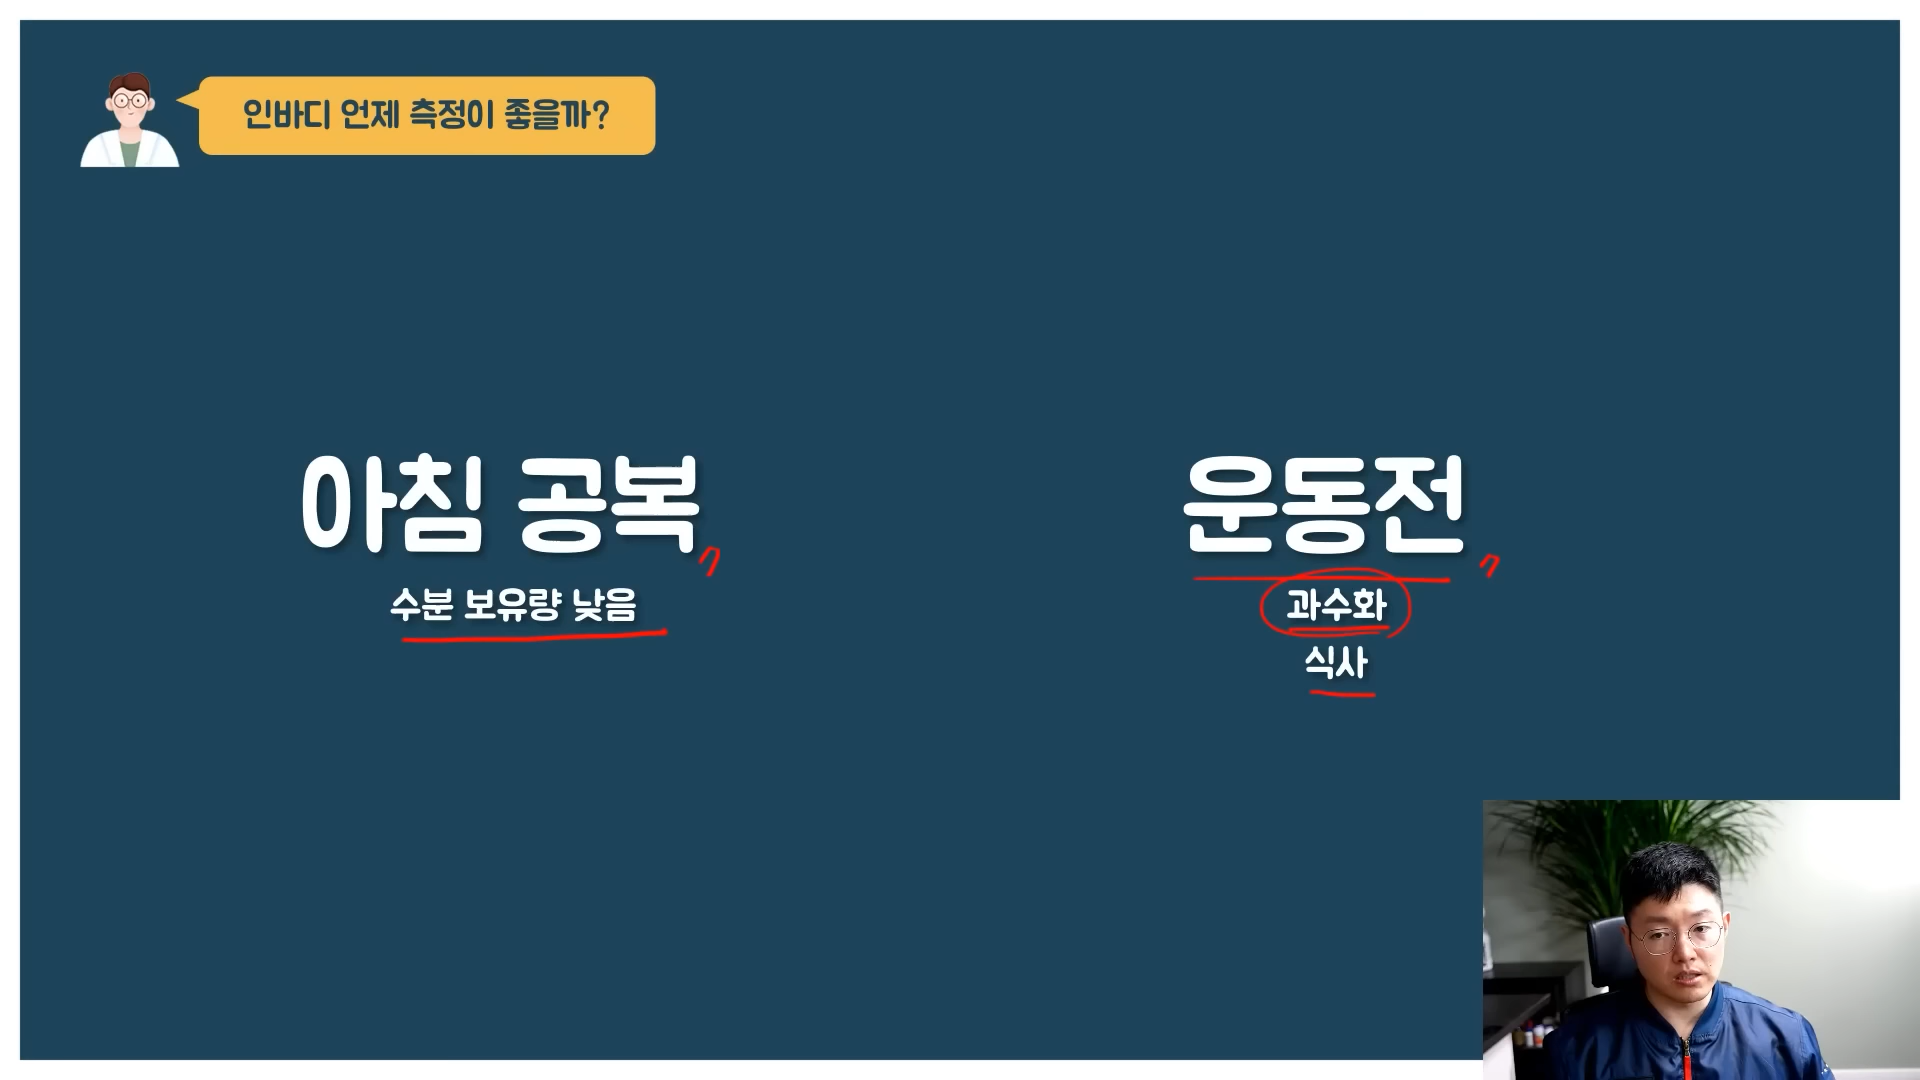 인바디 언제 측정이 좋을까?
아침 공복
수분 보유량 낮음
운동전
과수화
식사